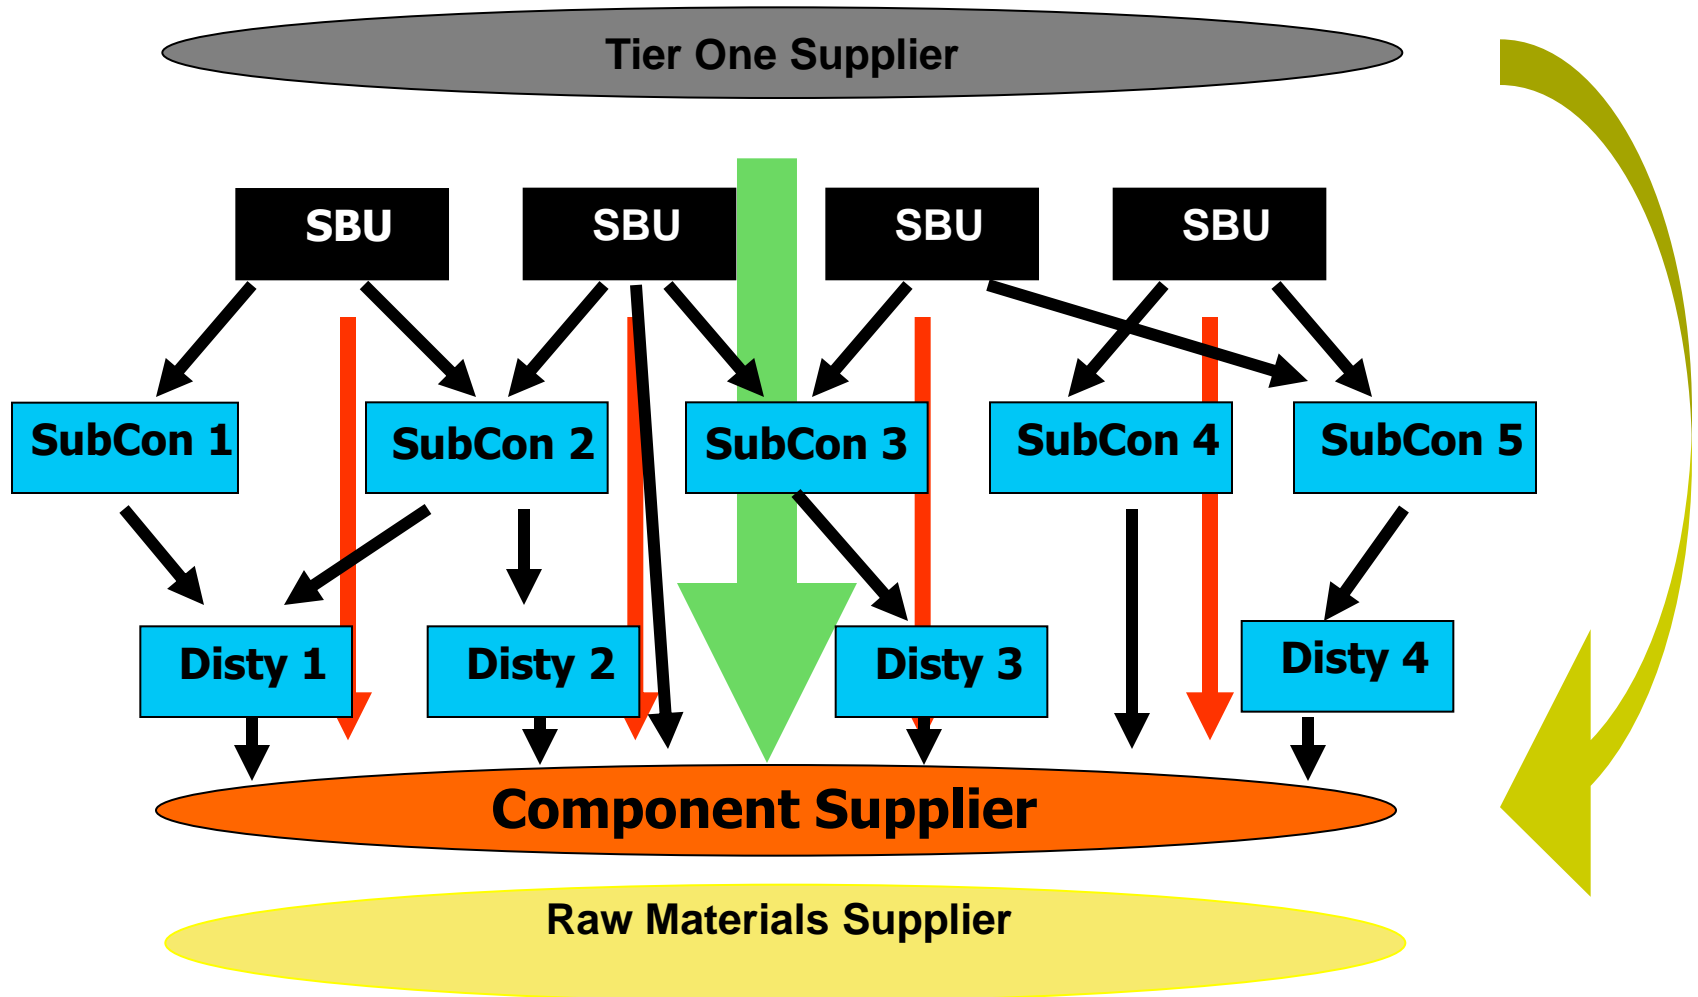 Tier One Supplier
SBU
SBU
SBU
SBU
SubCon 1
SubCon 2
SubCon 3
SubCon 4
SubCon 5
Disty 1
Disty 2
Disty 3
Disty 4
Component Supplier
Raw Materials Supplier